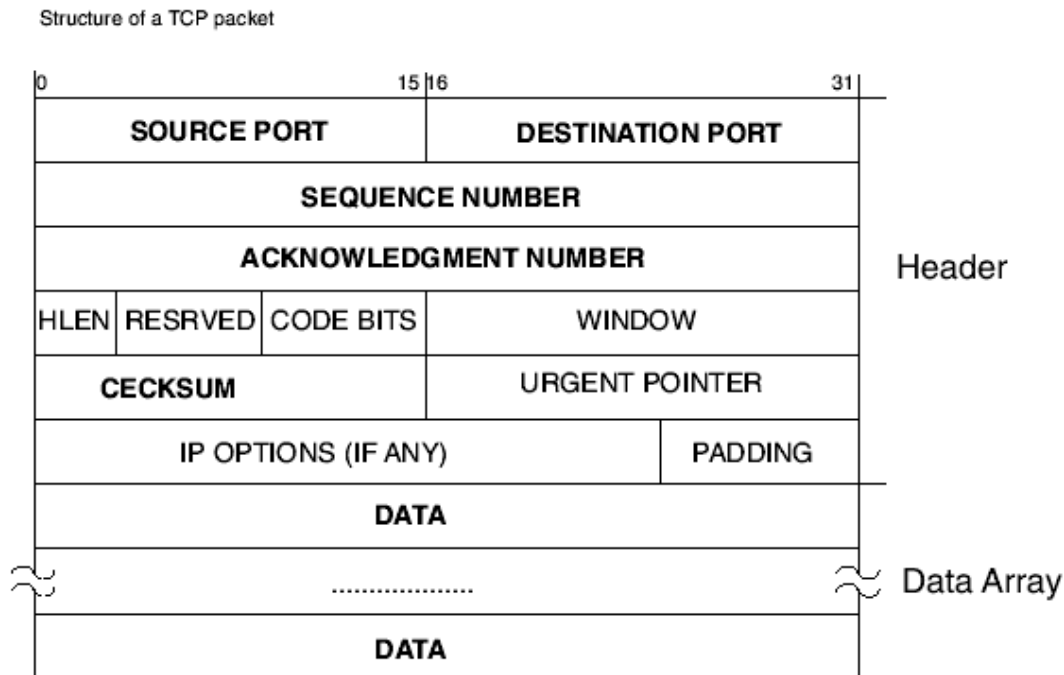 Structure of a TCP packet
0 15 16 31
SOURCE PORT DESTINATION PORT
SEQUENCE NUMBER
ACKNOWLEDGMENT NUMBER
Header
HLEN RESRVED CODE BITS WINDOW
CECKSUM URGENT POINTER
IP OPTIONS (IF ANY) PADDING
DATA
................... Data Array
DATA